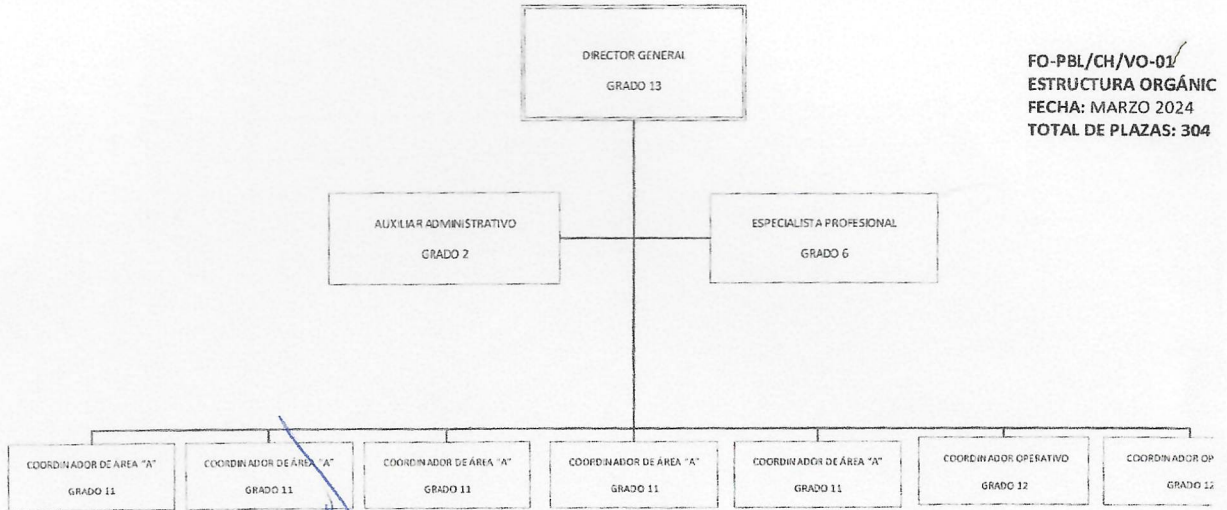 DIRECTOR GENERAL
GRADO 13
FO-PBL/CH/VO-01
ESTRUCTURA ORGÁNIC
FECHA: MARZO 2024
TOTAL DE PLAZAS: 304
AUXILIAR ADMINISTRATIVO
GRADO 2
ESPECIALISTA PROFESIONAL
GRADO 6
COORDINADOR DE ÁREA "A"
GRADO 11
COORDINADOR DE ÁREA "A"
GRADO 11
COORDINADOR DE ÁREA "A"
GRADO 11
COORDINADOR DE ÁREA "A"
GRADO 11
COORDINADOR DE ÁREA "A"
GRADO 11
COORDINADOR OPERATIVO
GRADO 12
COORDINADOR OP
GRADO 12